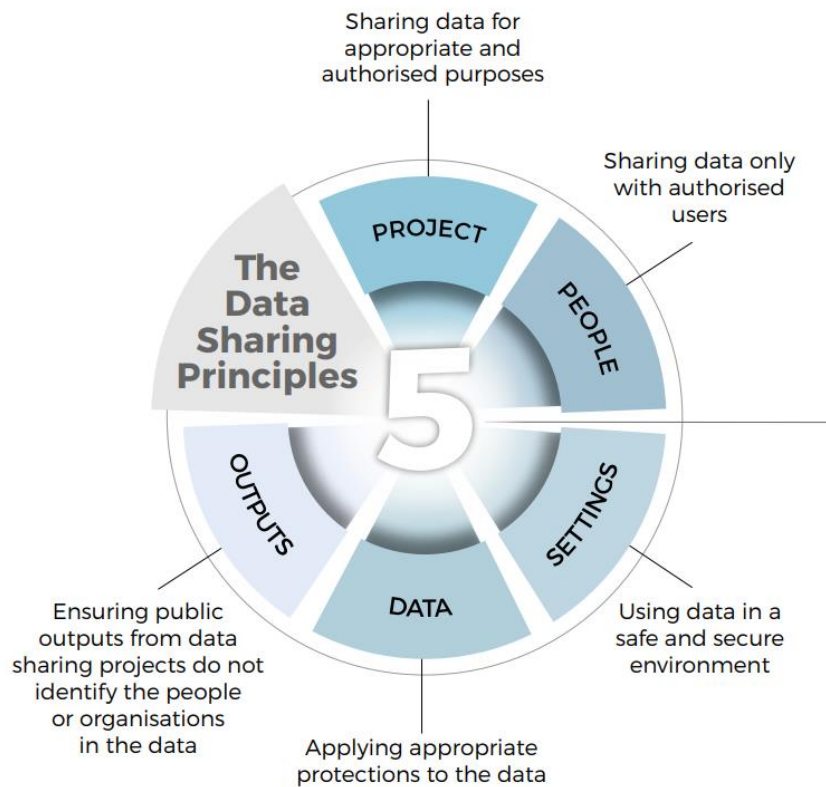 Sharing data for
appropriate and
authorised purposes
Sharing data only
with authorised
users
PROJECT
PEOPLE
The
Data
Sharing
Principles
5
OUTPUTS
SETTINGS
DATA
Ensuring public
outputs from data
sharing projects do not
identify the people
or organisations
in the data
Using data in a
safe and secure
environment
Applying appropriate
protections to the data